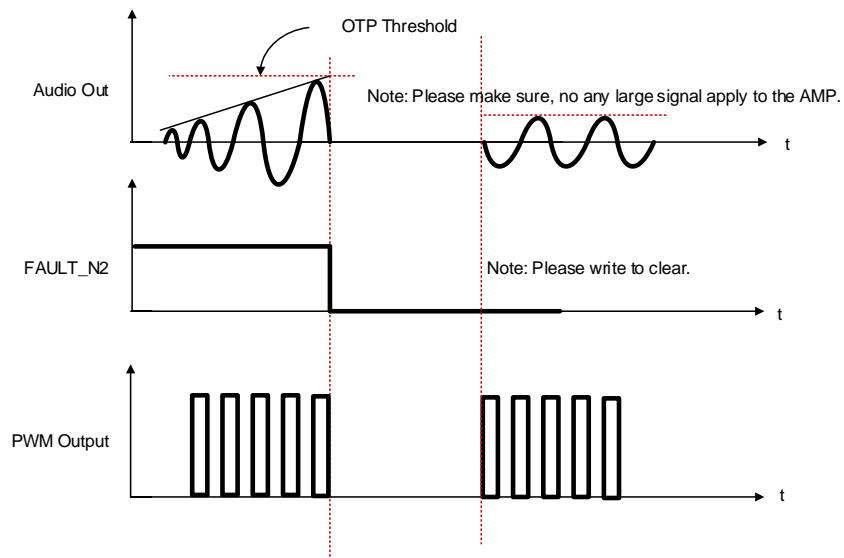 OTP Threshold
Audio Out
Note: Please make sure, no any large signal apply to the AMP.
t
FAULT_N2
Note: Please write to clear.
t
PWM Output
t